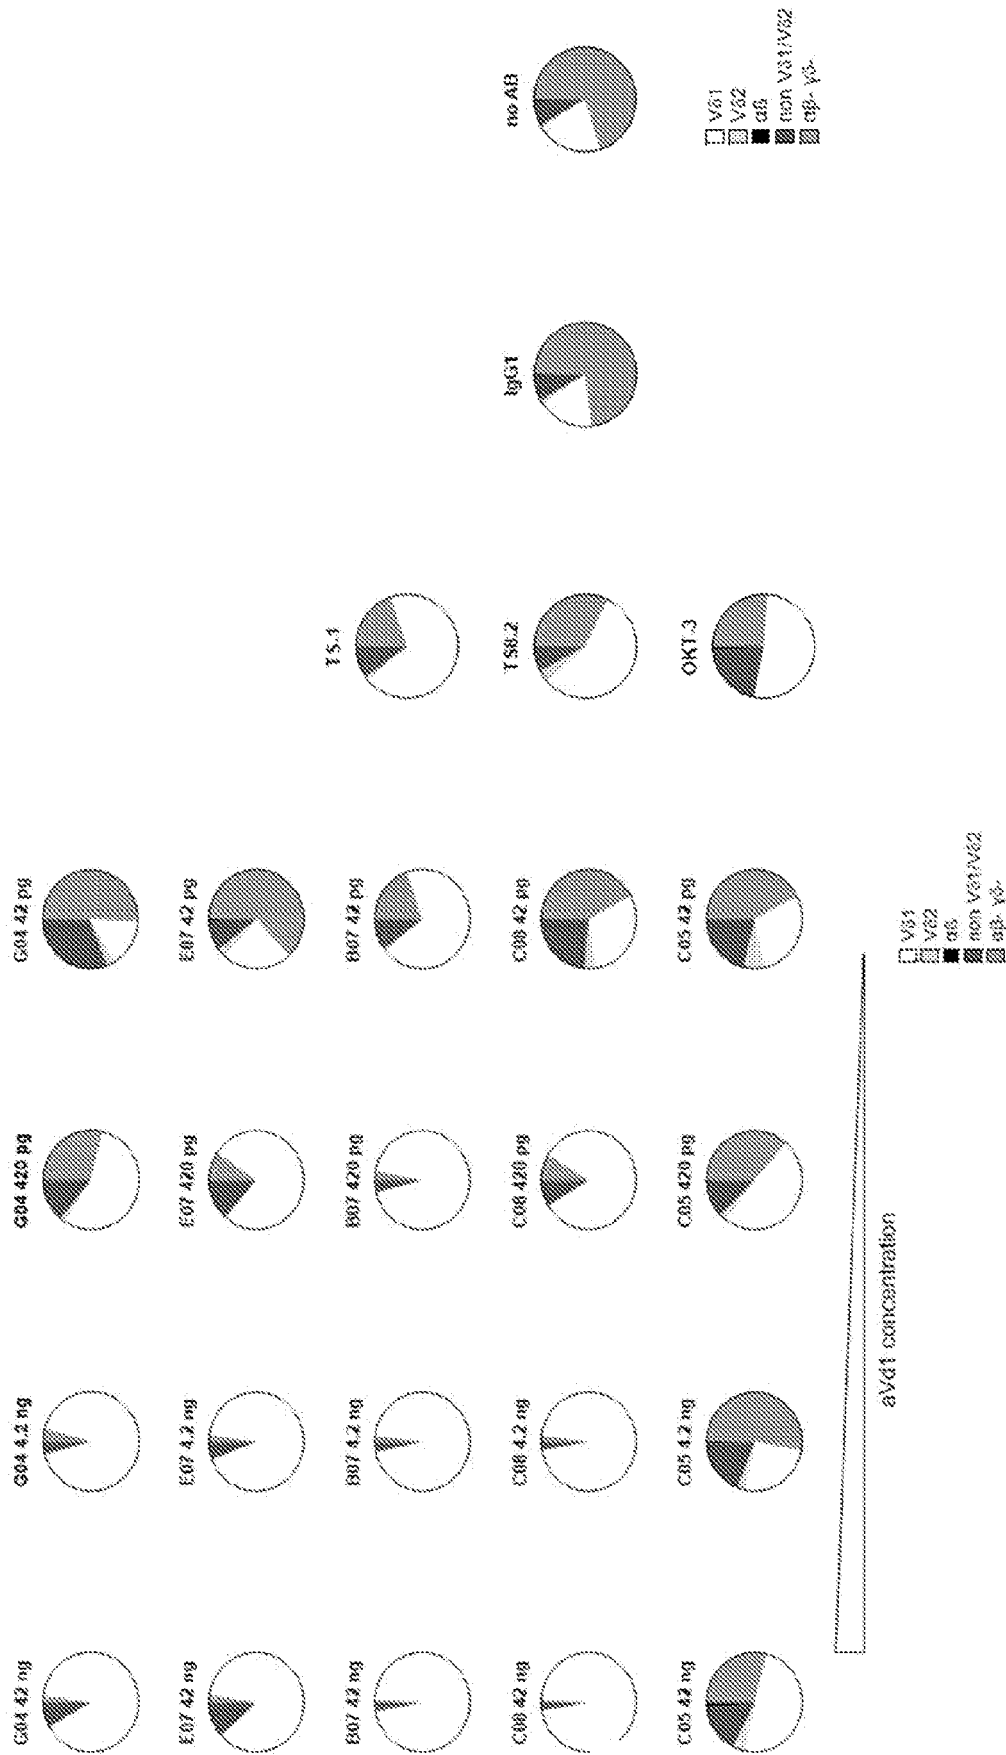 G04 42 ng
G04 4.2 ng
G04 420 pg
G04 42 pg
E07 42 ng
E07 4.2 ng
E07 420 pg
E07 42 pg
B07 42 ng
B07 4.2 ng
B07 420 pg
B07 42 pg
C08 42 ng
C08 4.2 ng
C08 420 pg
C08 42 pg
C05 42 ng
C05 4.2 ng
C05 420 pg
C05 42 pg
TS-1
TS8.2
OKT-3
IgG1
no AB
Vδ1
Vδ2
αβ
non Vδ1/Vδ2
αβ- γδ-
aVd1 concentration
Vδ1
Vδ2
αβ
non Vδ1/Vδ2
αβ- γδ-